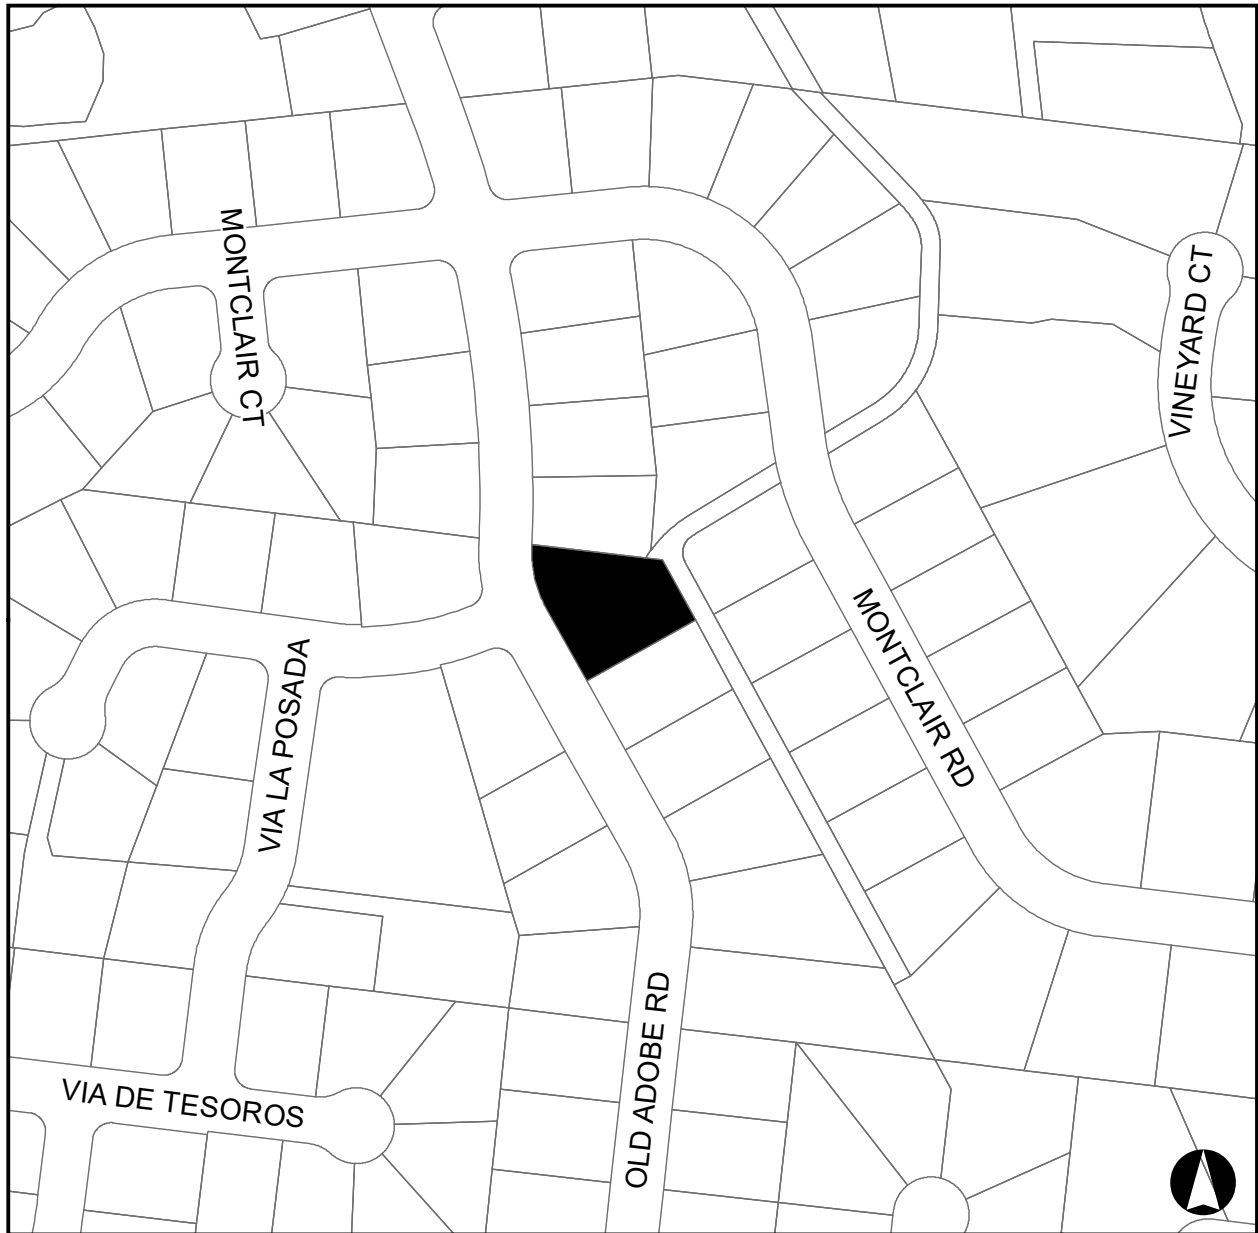 MONTCLAIR CT
VINEYARD CT
MONTCLAIR RD
VIA LA POSADA
OLD ADOBE RD
VIA DE TESOROS